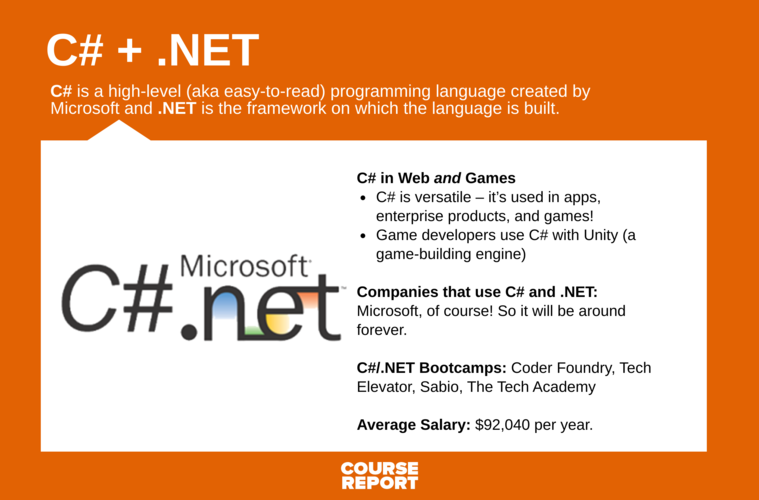 C# + .NET
C# is a high-level (aka easy-to-read) programming language created by
Microsoft and .NET is the framework on which the language is built.
C# in Web and Games
• C# is versatile – it's used in apps,
enterprise products, and games!
• Game developers use C# with Unity (a
game-building engine)
Companies that use C# and .NET:
Microsoft, of course! So it will be around
forever.
C#/.NET Bootcamps: Coder Foundry, Tech
Elevator, Sabio, The Tech Academy
Average Salary: $92,040 per year.
C#
Microsoft
.net™
COURSE
REPORT